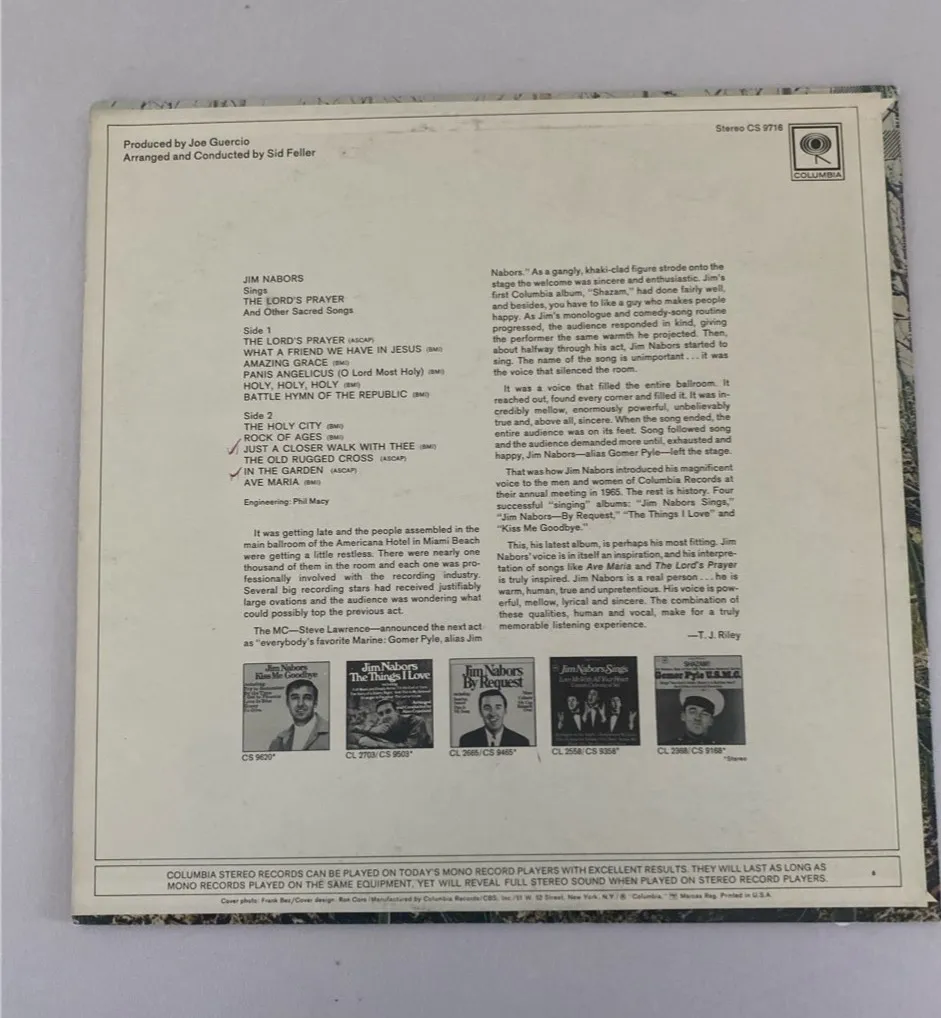 Produced by Joe Guercio
Arranged and Conducted by Sid Feller
Stereo CS 9716
COLUMBIA
JIM NABORS
Sings
THE LORD'S PRAYER
And Other Sacred Songs
Side 1
THE LORD'S PRAYER (ASCAP)
WHAT A FRIEND WE HAVE IN JESUS (BMI)
AMAZING GRACE (BMI)
PANIS ANGELICUS (O Lord Most Holy) (BMI)
HOLY, HOLY, HOLY (BMI)
BATTLE HYMN OF THE REPUBLIC (BMI)
Side 2
THE HOLY CITY (BMI)
ROCK OF AGES (BMI)
JUST A CLOSER WALK WITH THEE (BMI)
THE OLD RUGGED CROSS (ASCAP)
IN THE GARDEN (ASCAP)
AVE MARIA (BMI)
Engineering: Phil Macy
It was getting late and the people assembled in the
main ballroom of the Americana Hotel in Miami Beach
were getting a little restless. There were nearly one
thousand of them in the room and each one was pro-
fessionally involved with the recording industry.
Several big recording stars had received justifiably
large ovations and the audience was wondering what
could possibly top the previous act.
The MC—Steve Lawrence—announced the next act
as "everybody's favorite Marine: Gomer Pyle, alias Jim
Nabors." As a gangly, khaki-clad figure strode onto the
stage the welcome was sincere and enthusiastic. Jim's
first Columbia album, "Shazam," had done fairly well,
and besides, you have to like a guy who makes people
happy. As Jim's monologue and comedy-song routine
progressed, the audience responded in kind, giving
the performer the same warmth he projected. Then,
about halfway through his act, Jim Nabors started to
sing. The name of the song is unimportant... it was
the voice that silenced the room.
It was a voice that filled the entire ballroom. It
reached out, found every corner and filled it. It was in-
credibly mellow, enormously powerful, unbelievably
true and, above all, sincere. When the song ended, the
entire audience was on its feet. Song followed song
and the audience demanded more until, exhausted and
happy, Jim Nabors—alias Gomer Pyle—left the stage.
That was how Jim Nabors introduced his magnificent
voice to the men and women of Columbia Records at
their annual meeting in 1965. The rest is history. Four
successful "singing" albums: "Jim Nabors Sings,"
"Jim Nabors—By Request," "The Things I Love" and
"Kiss Me Goodbye."
This, his latest album, is perhaps his most fitting. Jim
Nabors' voice is in itself an inspiration, and his interpre-
tation of songs like Ave Maria and The Lord's Prayer
is truly inspired. Jim Nabors is a real person... he is
warm, human, true and unpretentious. His voice is pow-
erful, mellow, lyrical and sincere. The combination of
these qualities, human and vocal, make for a truly
memorable listening experience.
—T. J. Riley
Jim Nabors
Kiss Me Goodbye
Jim Nabors
The Things I Love
Jim Nabors
By Request
Jim Nabors Sings
SHAZAM!
Gomer Pyle U.S.M.C.
CS 9620*
CL 2703/CS 9503*
CL 2665/CS 9465*
CL 2558/CS 9358*
CL 2368/CS 9168*
*Stereo
COLUMBIA STEREO RECORDS CAN BE PLAYED ON TODAY'S MONO RECORD PLAYERS WITH EXCELLENT RESULTS. THEY WILL LAST AS LONG AS
MONO RECORDS PLAYED ON THE SAME EQUIPMENT, YET WILL REVEAL FULL STEREO SOUND WHEN PLAYED ON STEREO RECORD PLAYERS.
Cover photo: Frank Bez/Cover design: Ron Coro/Manufactured by Columbia Records/CBS, Inc./51 W. 52 Street, New York, N.Y./® "Columbia," Marcas Reg. Printed in U.S.A.